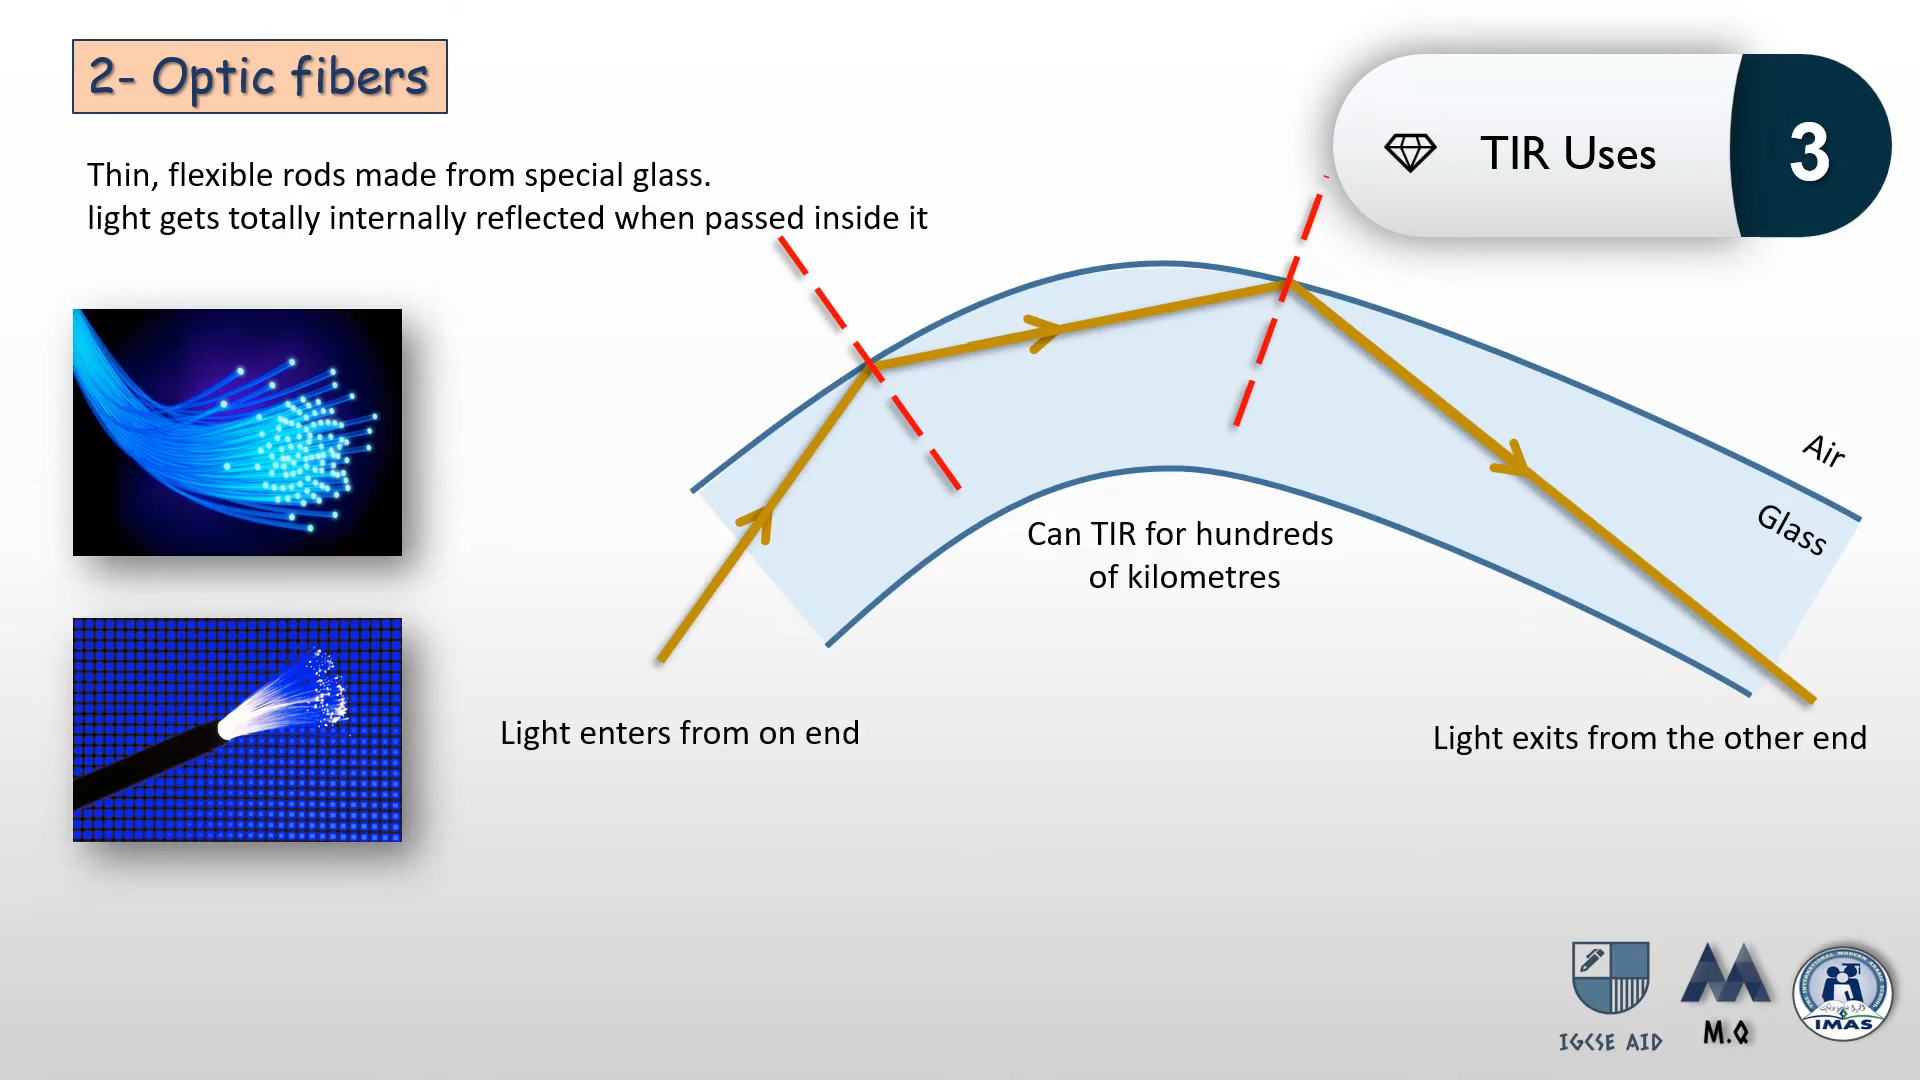 2- Optic fibers
TIR Uses
3
Thin, flexible rods made from special glass.
light gets totally internally reflected when passed inside it
Air
Glass
Can TIR for hundreds
of kilometres
Light enters from on end
Light exits from the other end
IGCSE AID
M.Q
IMAS